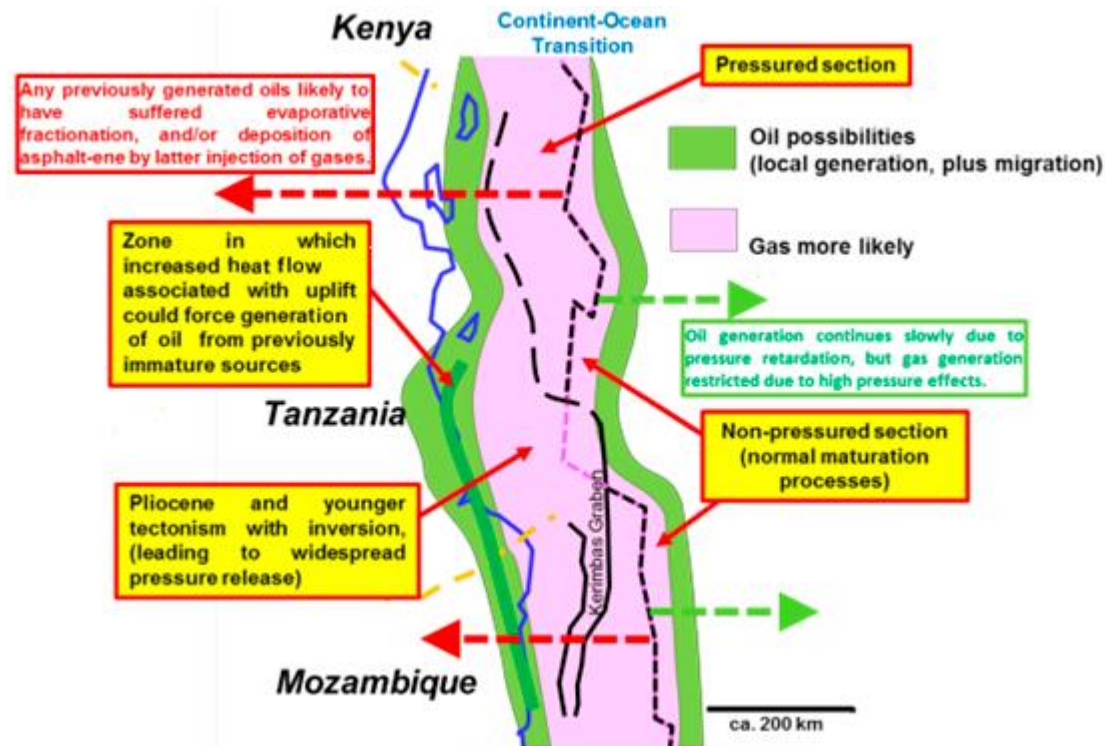 Kenya
Continent-Ocean
Transition
Pressured section
Any previously generated oils likely to
have suffered evaporative
fractionation, and/or deposition of
asphalt-ene by latter injection of gases.
Oil possibilities
(local generation, plus migration)
Gas more likely
Zone in which
increased heat flow
associated with uplift
could force generation
of oil from previously
immature sources
Oil generation continues slowly due to
pressure retardation, but gas generation
restricted due to high pressure effects.
Tanzania
Non-pressured section
(normal maturation
processes)
Pliocene and younger
tectonism with inversion,
(leading to widespread
pressure release)
Kerimbas Graben
Mozambique
ca. 200 km